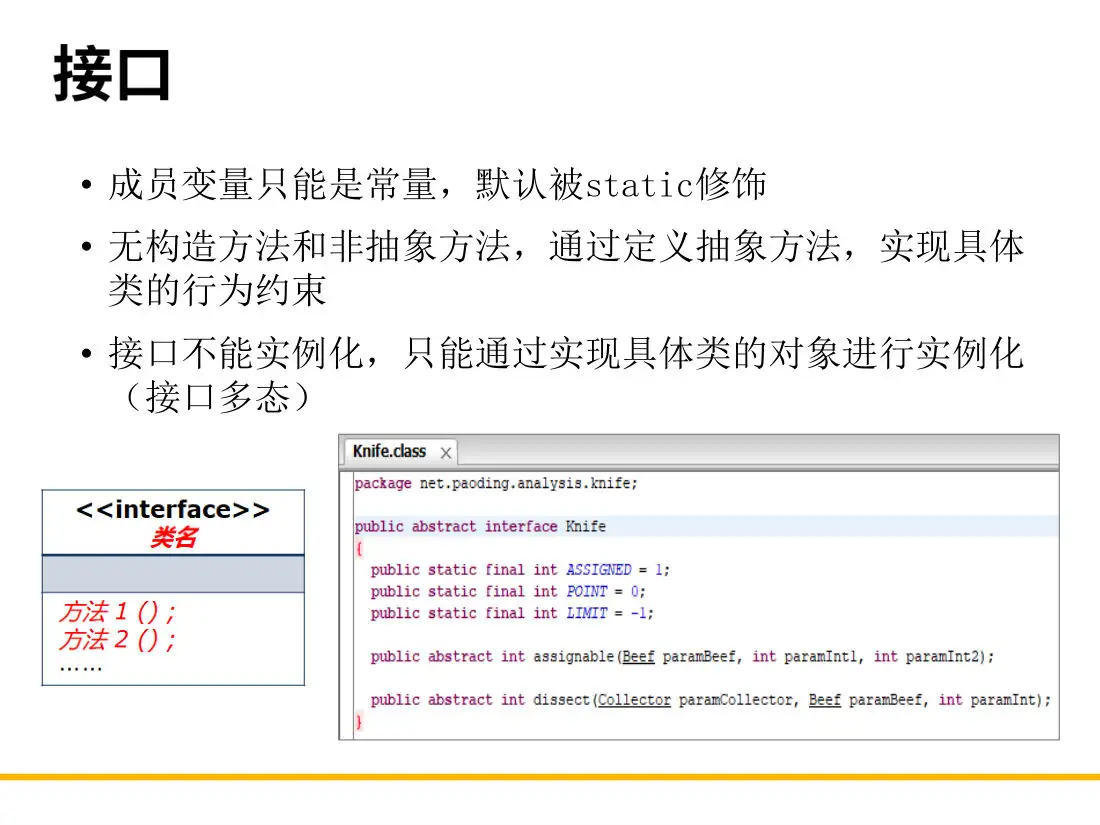 接口
• 成员变量只能是常量，默认被static修饰
• 无构造方法和非抽象方法，通过定义抽象方法，实现具体
类的行为约束
• 接口不能实例化，只能通过实现具体类的对象进行实例化
（接口多态）
<<interface>>
类名
方法 1 () ;
方法 2 () ;
……
Knife.class
package net.paoding.analysis.knife;
public abstract interface Knife
{
public static final int ASSIGNED = 1;
public static final int POINT = 0;
public static final int LIMIT = -1;
public abstract int assignable(Beef paramBeef, int paramInt1, int paramInt2);
public abstract int dissect(Collector paramCollector, Beef paramBeef, int paramInt);
}